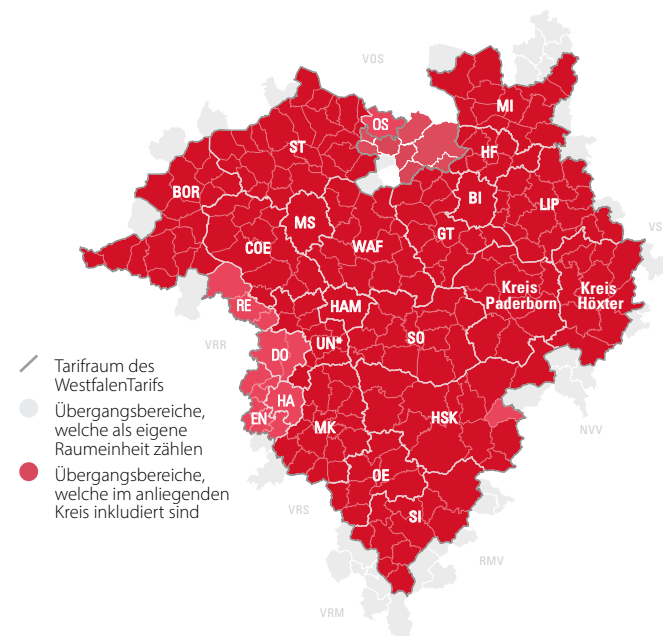 VOS
MI
OS
ST
HF
BOR
BI
LIP
MS
GT
VS
COE
WAF
Kreis
Paderborn
Kreis
Höxter
RE
HAM
VRR
UN*
SO
DO
Tarifraum des
WestfalenTarifs
HA
Übergangsbereiche,
welche als eigene
Raumeinheit zählen
EN
MK
HSK
NVV
Übergangsbereiche,
welche im anliegenden
Kreis inkludiert sind
OE
VRS
SI
RMV
VRM